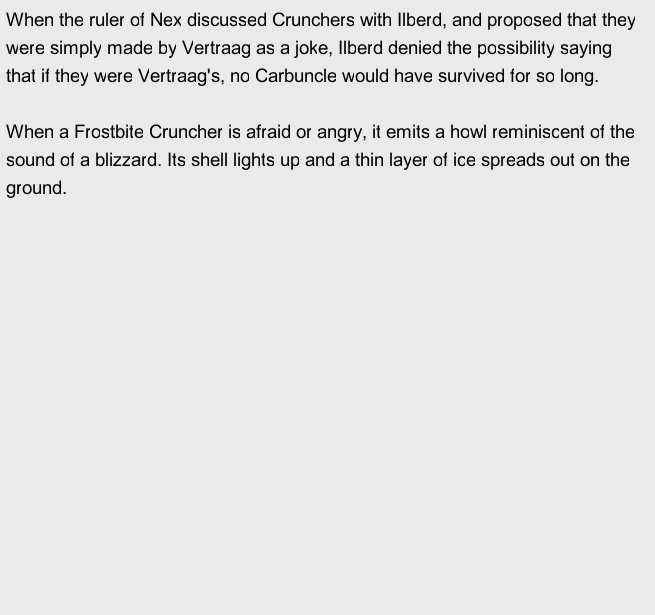 When the ruler of Nex discussed Crunchers with Ilberd, and proposed that they
were simply made by Vertraag as a joke, Ilberd denied the possibility saying
that if they were Vertraag's, no Carbuncle would have survived for so long.

When a Frostbite Cruncher is afraid or angry, it emits a howl reminiscent of the
sound of a blizzard. Its shell lights up and a thin layer of ice spreads out on the
ground.